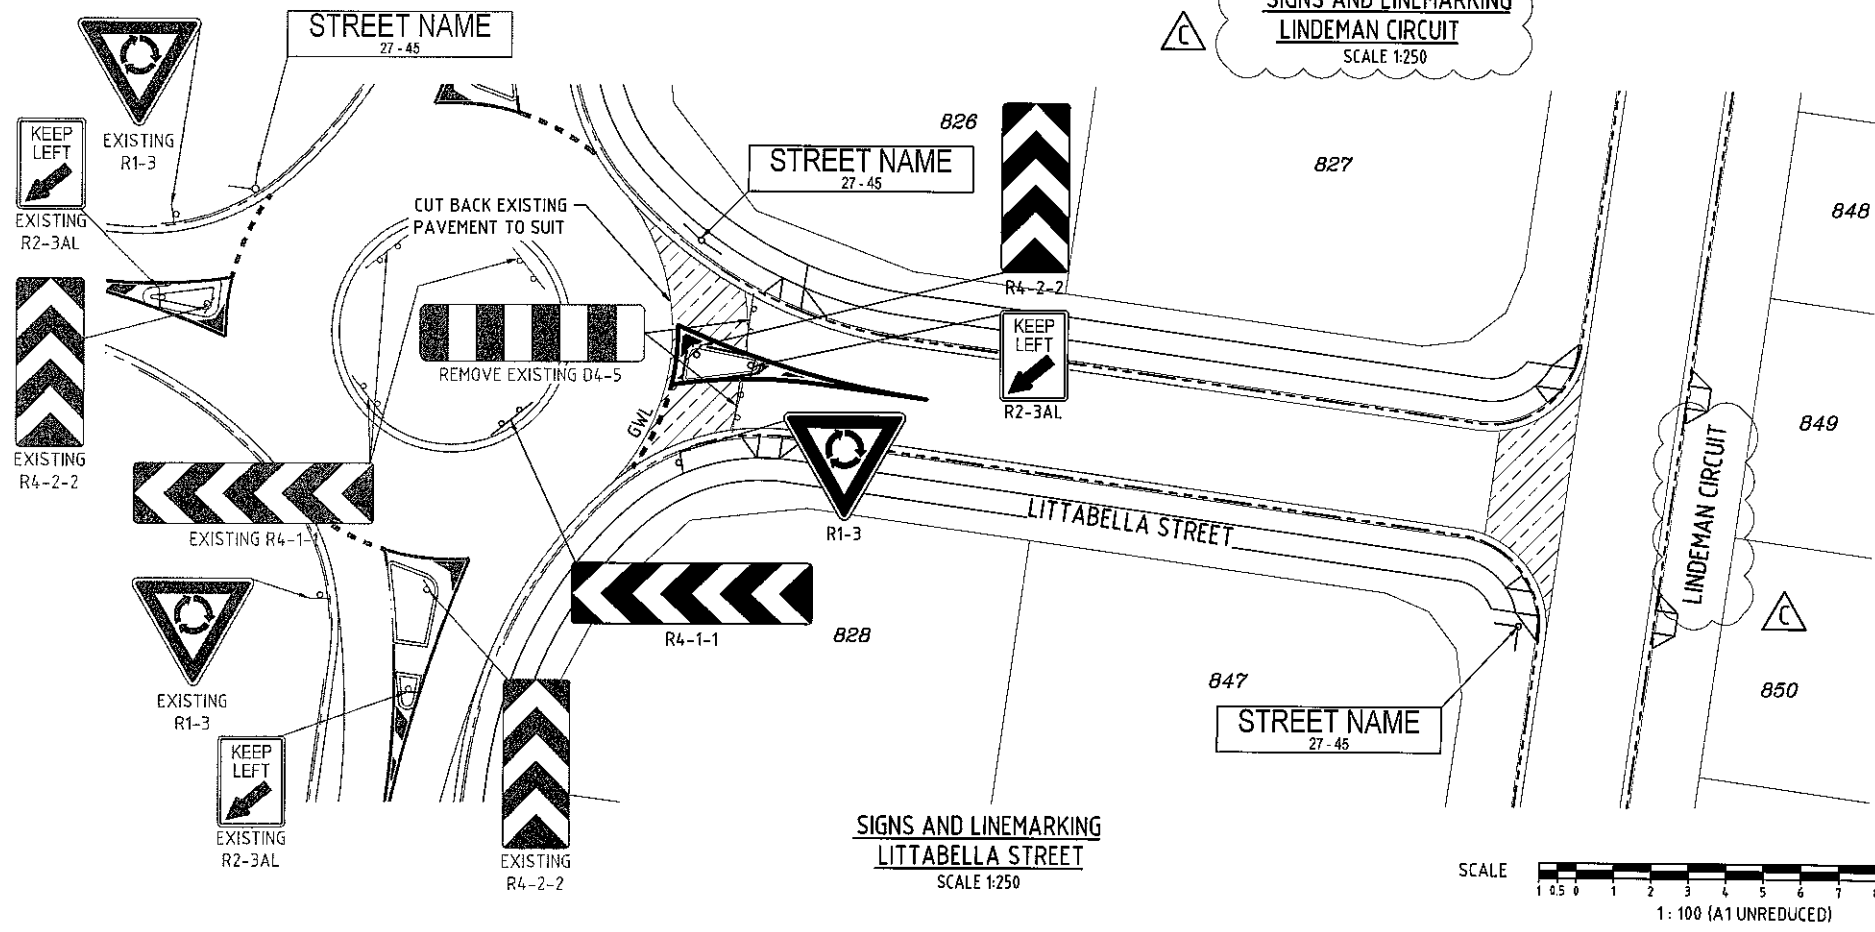 STREET NAME
27 - 45
SIGNS AND LINEMARKING
LINDEMAN CIRCUIT
SCALE 1:250
C
EXISTING
R1-3
KEEP
LEFT
EXISTING
R2-3AL
826
STREET NAME
27 - 45
827
848
CUT BACK EXISTING
PAVEMENT TO SUIT
R4-2-2
KEEP
LEFT
R2-3AL
REMOVE EXISTING D4-5
GWL
849
EXISTING
R4-2-2
EXISTING R4-1-1
R1-3
LITTABELLA STREET
LINDEMAN CIRCUIT
C
R4-1-1
828
847
850
EXISTING
R1-3
STREET NAME
27 - 45
KEEP
LEFT
EXISTING
R2-3AL
EXISTING
R4-2-2
SIGNS AND LINEMARKING
LITTABELLA STREET
SCALE 1:250
SCALE
1 0.5 0 1 2 3 4 5 6 7 8
1 : 100 (A1 UNREDUCED)